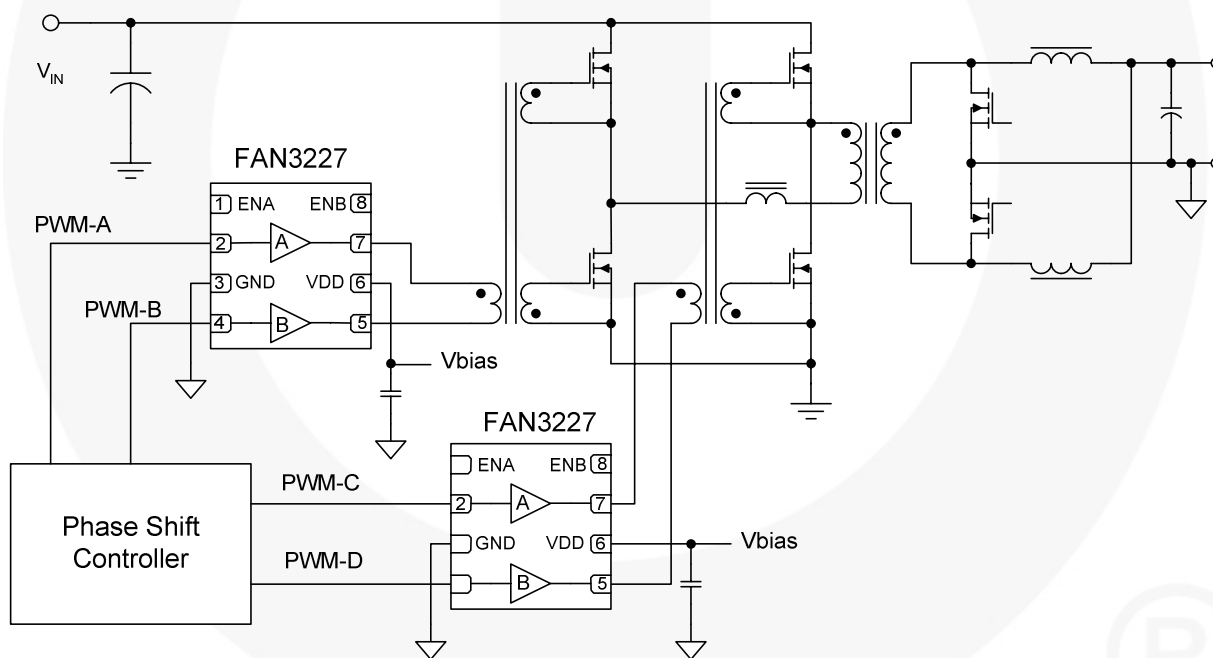 VIN
FAN3227
1 ENA ENB 8
PWM-A
2 A 7
3 GND VDD 6
PWM-B
4 B 5
Vbias
FAN3227
ENA ENB 8
PWM-C
2 A 7
GND VDD 6
Vbias
PWM-D
B 5
Phase Shift
Controller
®